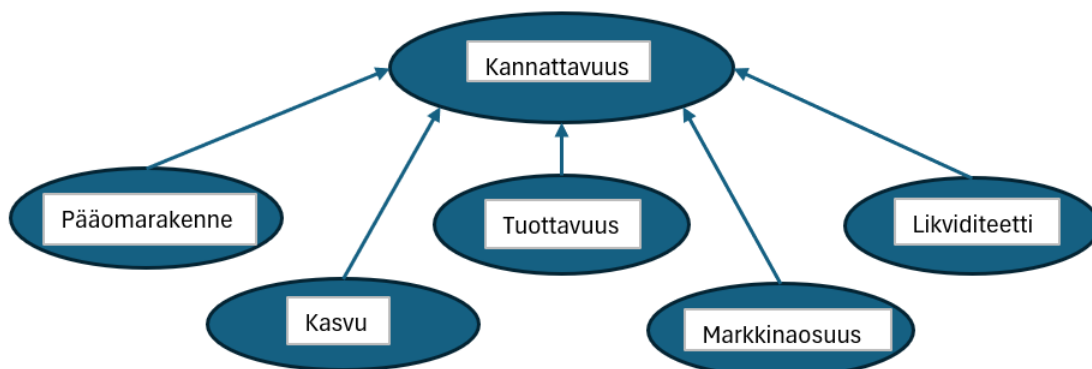 Kannattavuus
Pääomarakenne
Tuottavuus
Likviditeetti
Kasvu
Markkinaosuus